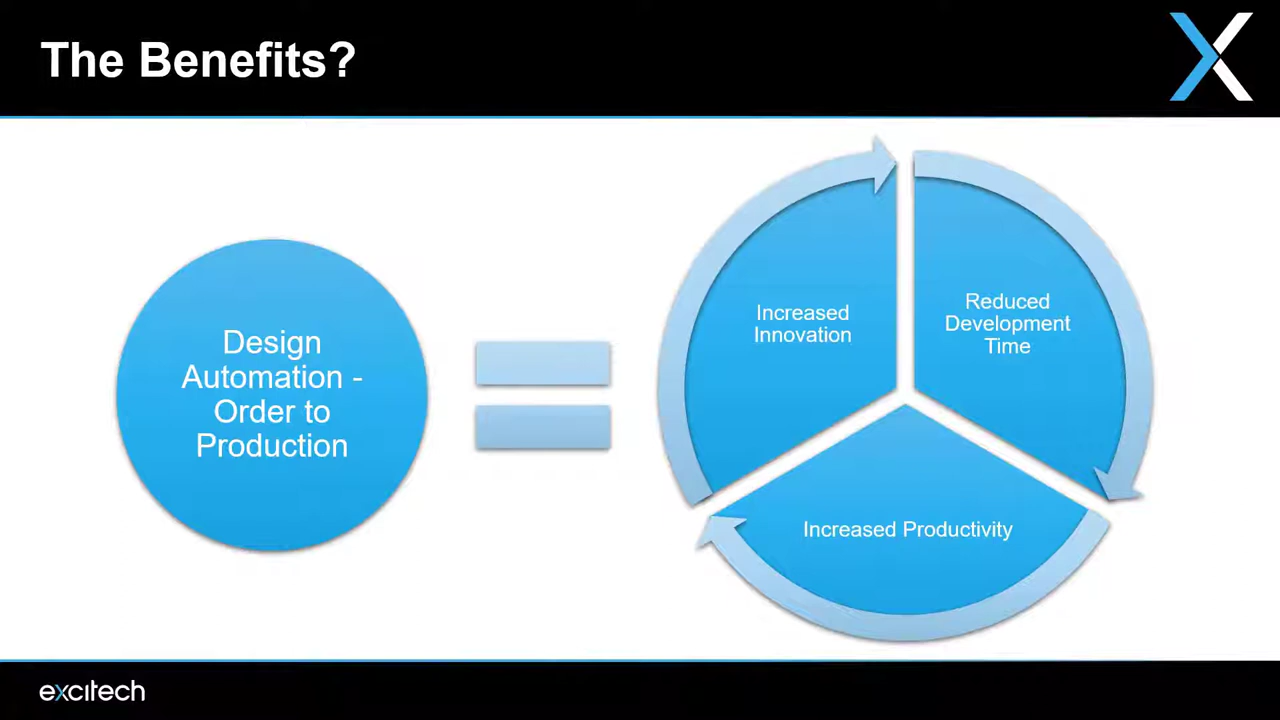 The Benefits?
Design
Automation -
Order to
Production
Increased
Innovation
Reduced
Development
Time
Increased Productivity
excitech